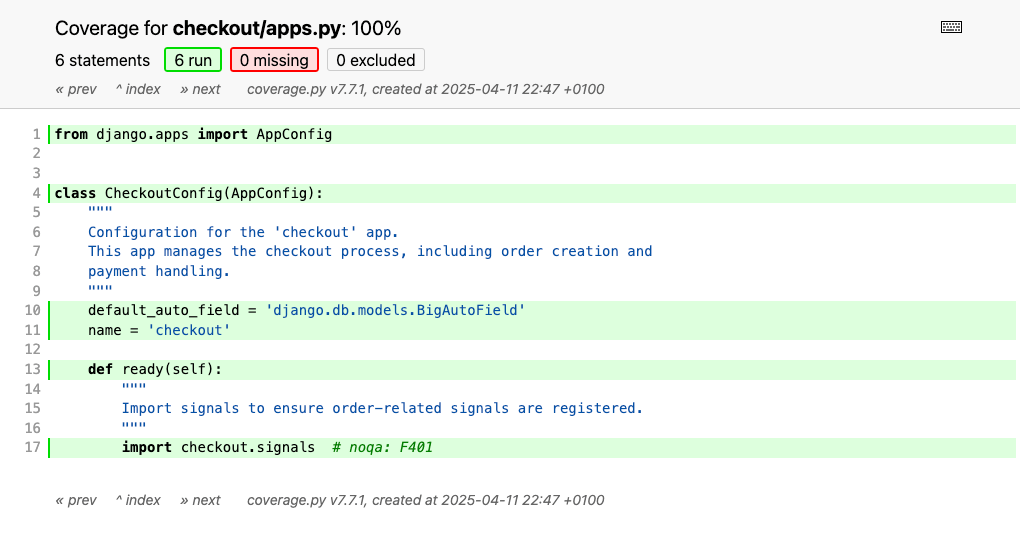 Coverage for checkout/apps.py: 100%
6 statements 6 run 0 missing 0 excluded
« prev ^ index » next coverage.py v7.7.1, created at 2025-04-11 22:47 +0100
1 from django.apps import AppConfig
2
3
4 class CheckoutConfig(AppConfig):
5 """
6 Configuration for the 'checkout' app.
7 This app manages the checkout process, including order creation and
8 payment handling.
9 """
10 default_auto_field = 'django.db.models.BigAutoField'
11 name = 'checkout'
12
13 def ready(self):
14 """
15 Import signals to ensure order-related signals are registered.
16 """
17 import checkout.signals # noqa: F401
« prev ^ index » next coverage.py v7.7.1, created at 2025-04-11 22:47 +0100